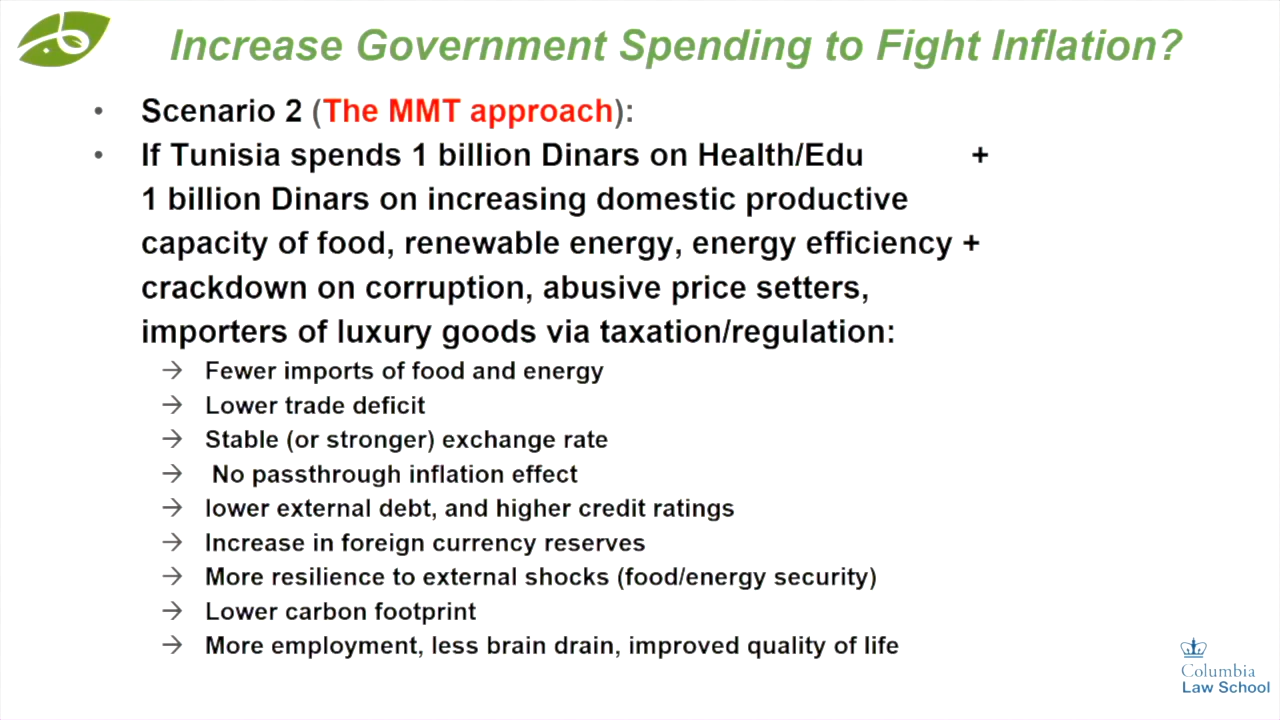 Increase Government Spending to Fight Inflation?
• Scenario 2 (The MMT approach):
• If Tunisia spends 1 billion Dinars on Health/Edu +
1 billion Dinars on increasing domestic productive
capacity of food, renewable energy, energy efficiency +
crackdown on corruption, abusive price setters,
importers of luxury goods via taxation/regulation:
→ Fewer imports of food and energy
→ Lower trade deficit
→ Stable (or stronger) exchange rate
→ No passthrough inflation effect
→ lower external debt, and higher credit ratings
→ Increase in foreign currency reserves
→ More resilience to external shocks (food/energy security)
→ Lower carbon footprint
→ More employment, less brain drain, improved quality of life
Columbia
Law School